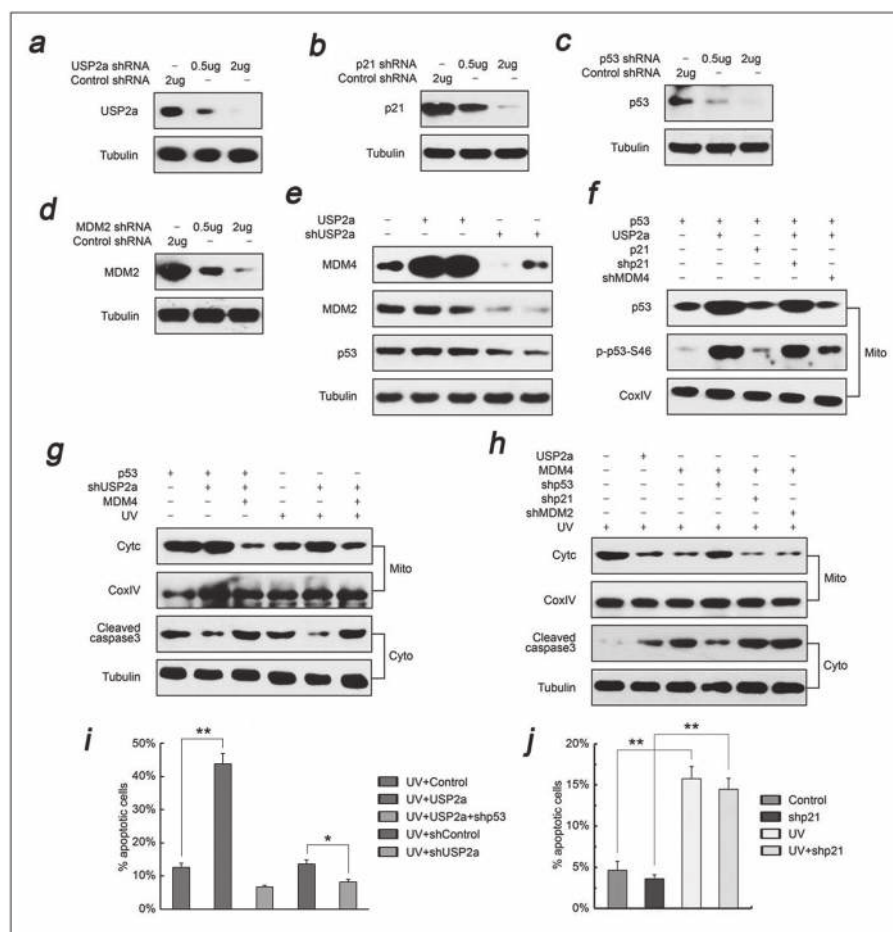 a
USP2a shRNA – 0.5ug 2ug
Control shRNA 2ug – –
USP2a
Tubulin
b
p21 shRNA – 0.5ug 2ug
Control shRNA 2ug – –
p21
Tubulin
c
p53 shRNA – 0.5ug 2ug
Control shRNA 2ug – –
p53
Tubulin
d
MDM2 shRNA – 0.5ug 2ug
Control shRNA 2ug – –
MDM2
Tubulin
e
USP2a – + + – –
shUSP2a – – – + +
MDM4
MDM2
p53
Tubulin
f
p53 + + + + +
USP2a – + – + +
p21 – – + – –
shp21 – – – + –
shMDM4 – – – – +
p53
p-p53-S46
CoxIV
Mito
g
p53 + + + – – –
shUSP2a – + + – + +
MDM4 – – + – – +
UV – – – + + +
Cytc
CoxIV
Mito
Cleaved
caspase3
Tubulin
Cyto
h
USP2a – + – – – –
MDM4 – – + + + +
shp53 – – – + – –
shp21 – – – – + –
shMDM2 – – – – – +
UV + + + + + +
Cytc
CoxIV
Mito
Cleaved
caspase3
Tubulin
Cyto
i
% apoptotic cells
50%
40%
30%
20%
10%
0%
**
*
UV+Control
UV+USP2a
UV+USP2a+shp53
UV+shControl
UV+shUSP2a
j
% apoptotic cells
20%
15%
10%
5%
0%
**
**
Control
shp21
UV
UV+shp21